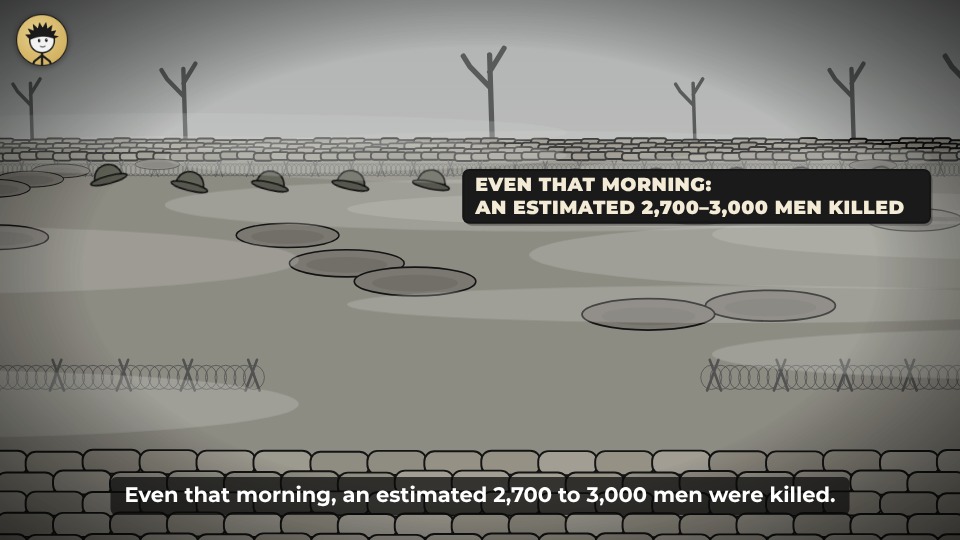 EVEN THAT MORNING:
AN ESTIMATED 2,700–3,000 MEN KILLED
Even that morning, an estimated 2,700 to 3,000 men were killed.